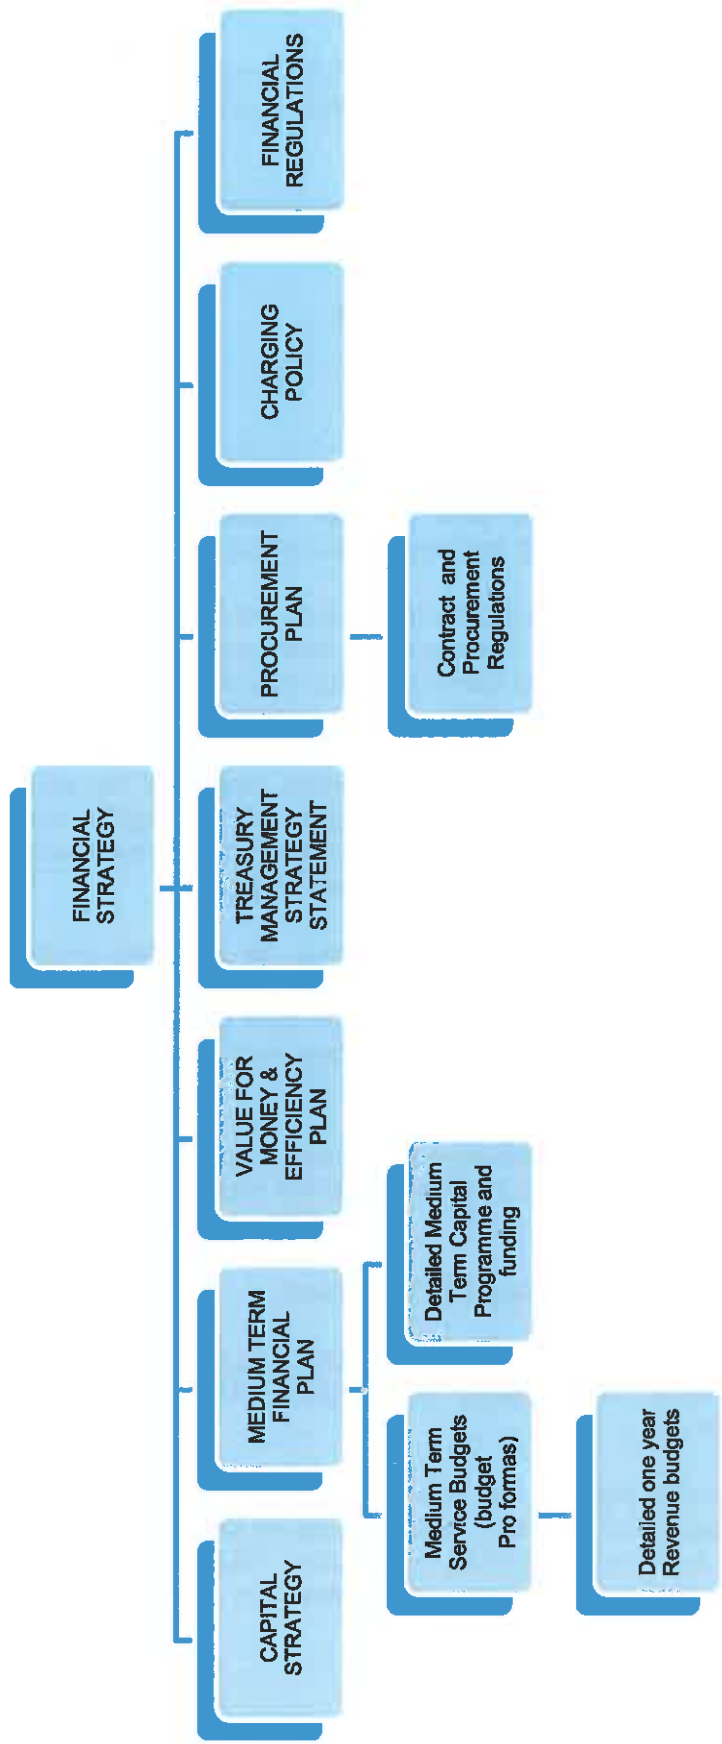 FINANCIAL
STRATEGY
CAPITAL
STRATEGY
MEDIUM TERM
FINANCIAL
PLAN
VALUE FOR
MONEY &
EFFICIENCY
PLAN
TREASURY
MANAGEMENT
STRATEGY
STATEMENT
PROCUREMENT
PLAN
CHARGING
POLICY
FINANCIAL
REGULATIONS
Medium Term
Service Budgets
(budget
Pro formas)
Detailed Medium
Term Capital
Programme and
funding
Contract and
Procurement
Regulations
Detailed one year
Revenue budgets